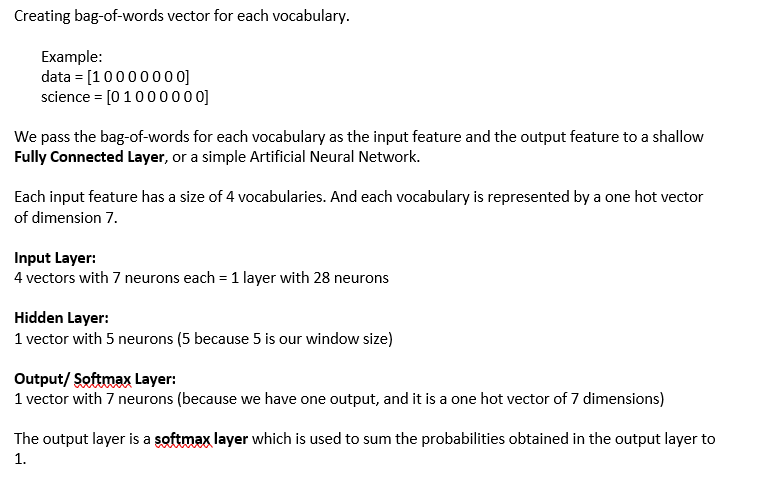 Creating bag-of-words vector for each vocabulary.
Example:
data = [1 0 0 0 0 0 0 0]
science = [0 1 0 0 0 0 0 0]
We pass the bag-of-words for each vocabulary as the input feature and the output feature to a shallow
Fully Connected Layer, or a simple Artificial Neural Network.
Each input feature has a size of 4 vocabularies. And each vocabulary is represented by a one hot vector
of dimension 7.
Input Layer:
4 vectors with 7 neurons each = 1 layer with 28 neurons
Hidden Layer:
1 vector with 5 neurons (5 because 5 is our window size)
Output/ Softmax Layer:
1 vector with 7 neurons (because we have one output, and it is a one hot vector of 7 dimensions)
The output layer is a softmax layer which is used to sum the probabilities obtained in the output layer to
1.